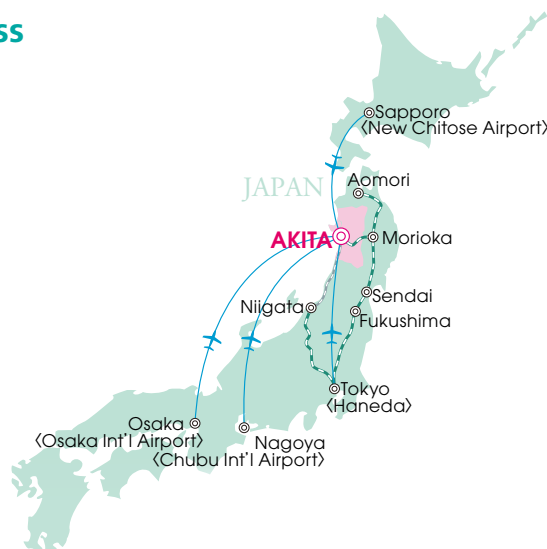 ss
Sapporo
〈New Chitose Airport〉
JAPAN
Aomori
AKITA
Morioka
Niigata
Sendai
Fukushima
Tokyo
〈Haneda〉
Osaka
〈Osaka Int'l Airport〉
Nagoya
〈Chubu Int'l Airport〉